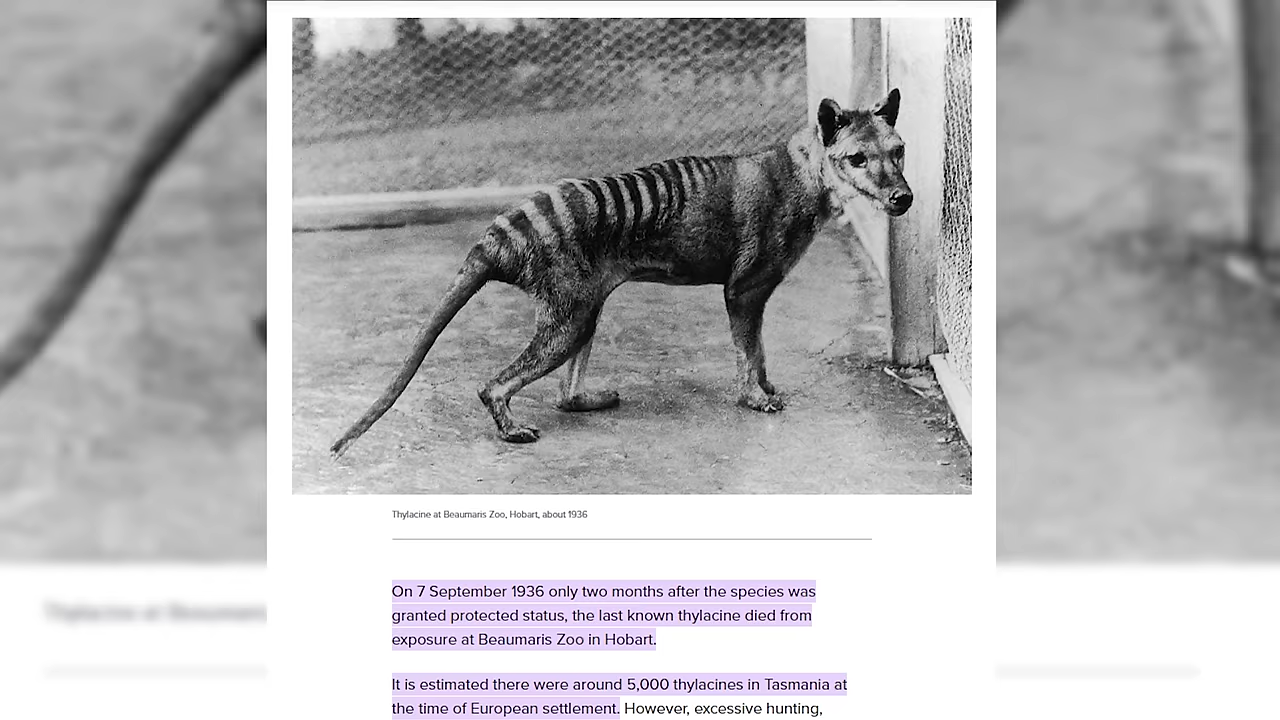 Thylacine at Beaumaris Zoo, Hobart, about 1936
On 7 September 1936 only two months after the species was
granted protected status, the last known thylacine died from
exposure at Beaumaris Zoo in Hobart.
It is estimated there were around 5,000 thylacines in Tasmania at
the time of European settlement. However, excessive hunting,